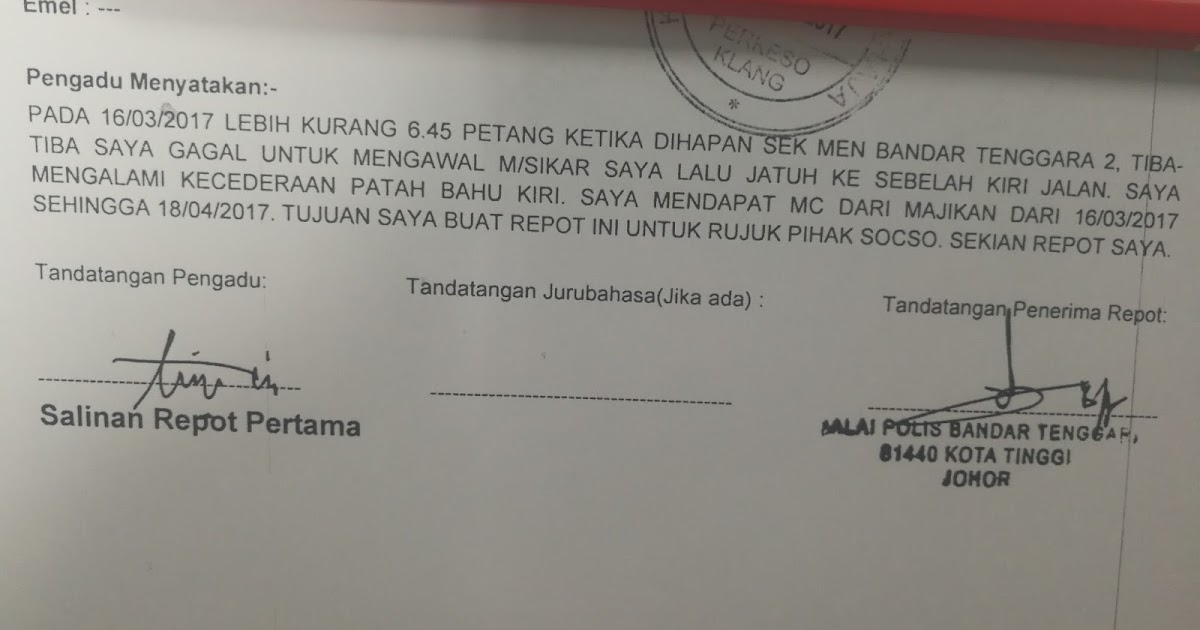 Emel : ---
2017
PERKESO
KLANG
*
Pengadu Menyatakan:-
PADA 16/03/2017 LEBIH KURANG 6.45 PETANG KETIKA DIHAPAN SEK MEN BANDAR TENGGARA 2, TIBA-
TIBA SAYA GAGAL UNTUK MENGAWAL M/SIKAR SAYA LALU JATUH KE SEBELAH KIRI JALAN. SAYA
MENGALAMI KECEDERAAN PATAH BAHU KIRI. SAYA MENDAPAT MC DARI MAJIKAN DARI 16/03/2017
SEHINGGA 18/04/2017. TUJUAN SAYA BUAT REPOT INI UNTUK RUJUK PIHAK SOCSO. SEKIAN REPOT SAYA.
Tandatangan Pengadu:
Tandatangan Jurubahasa(Jika ada) :
Tandatangan Penerima Repot:
Salinan Repot Pertama
BALAI POLIS BANDAR TENGGAR,
81440 KOTA TINGGI
JOHOR